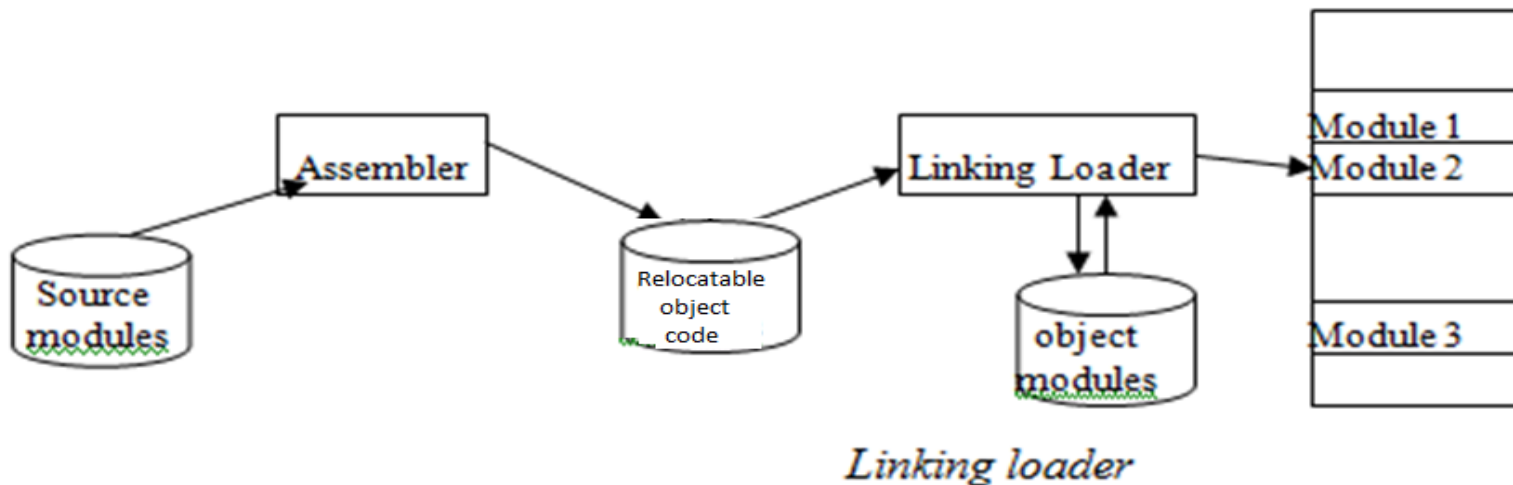 Source
modules
Assembler
Relocatable
object
code
Linking Loader
object
modules
Module 1
Module 2
Module 3
Linking loader